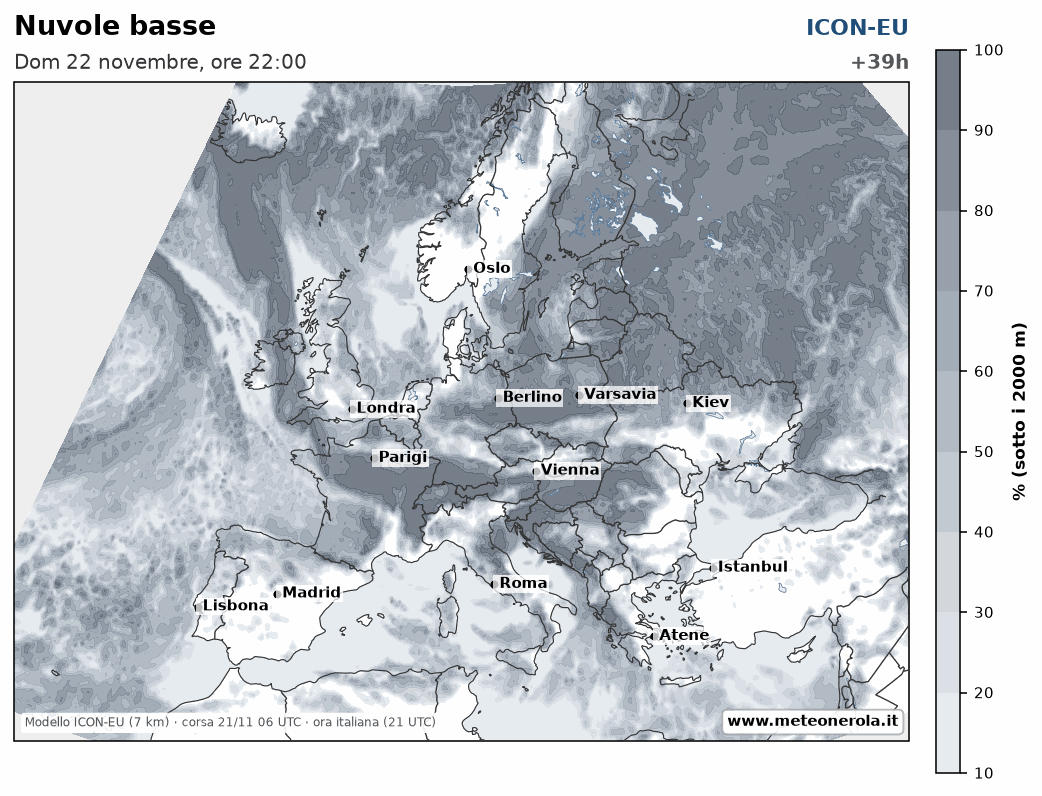 Nuvole basse
ICON-EU
Dom 22 novembre, ore 22:00
+39h
Oslo
Londra
Berlino
Varsavia
Kiev
Parigi
Vienna
Roma
Istanbul
Madrid
Lisbona
Atene
Modello ICON-EU (7 km) · corsa 21/11 06 UTC · ora italiana (21 UTC)
www.meteonerola.it
100
90
80
70
60
50
40
30
20
10
% (sotto i 2000 m)